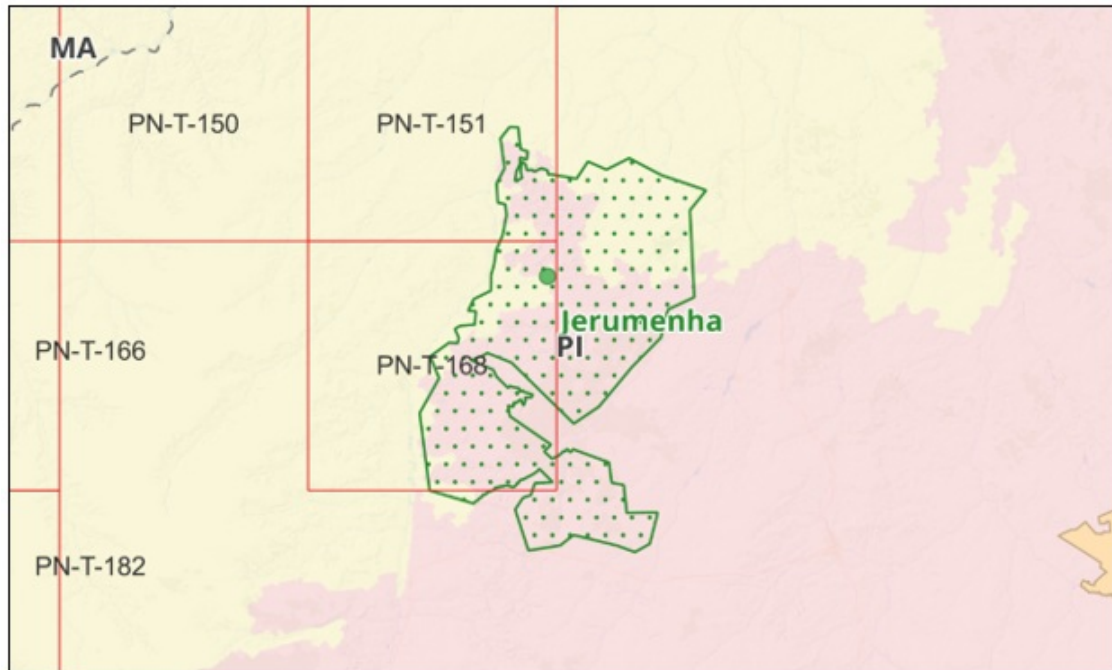 MA
PN-T-150
PN-T-151
Jerumenha
PI
PN-T-166
PN-T-168
PN-T-182